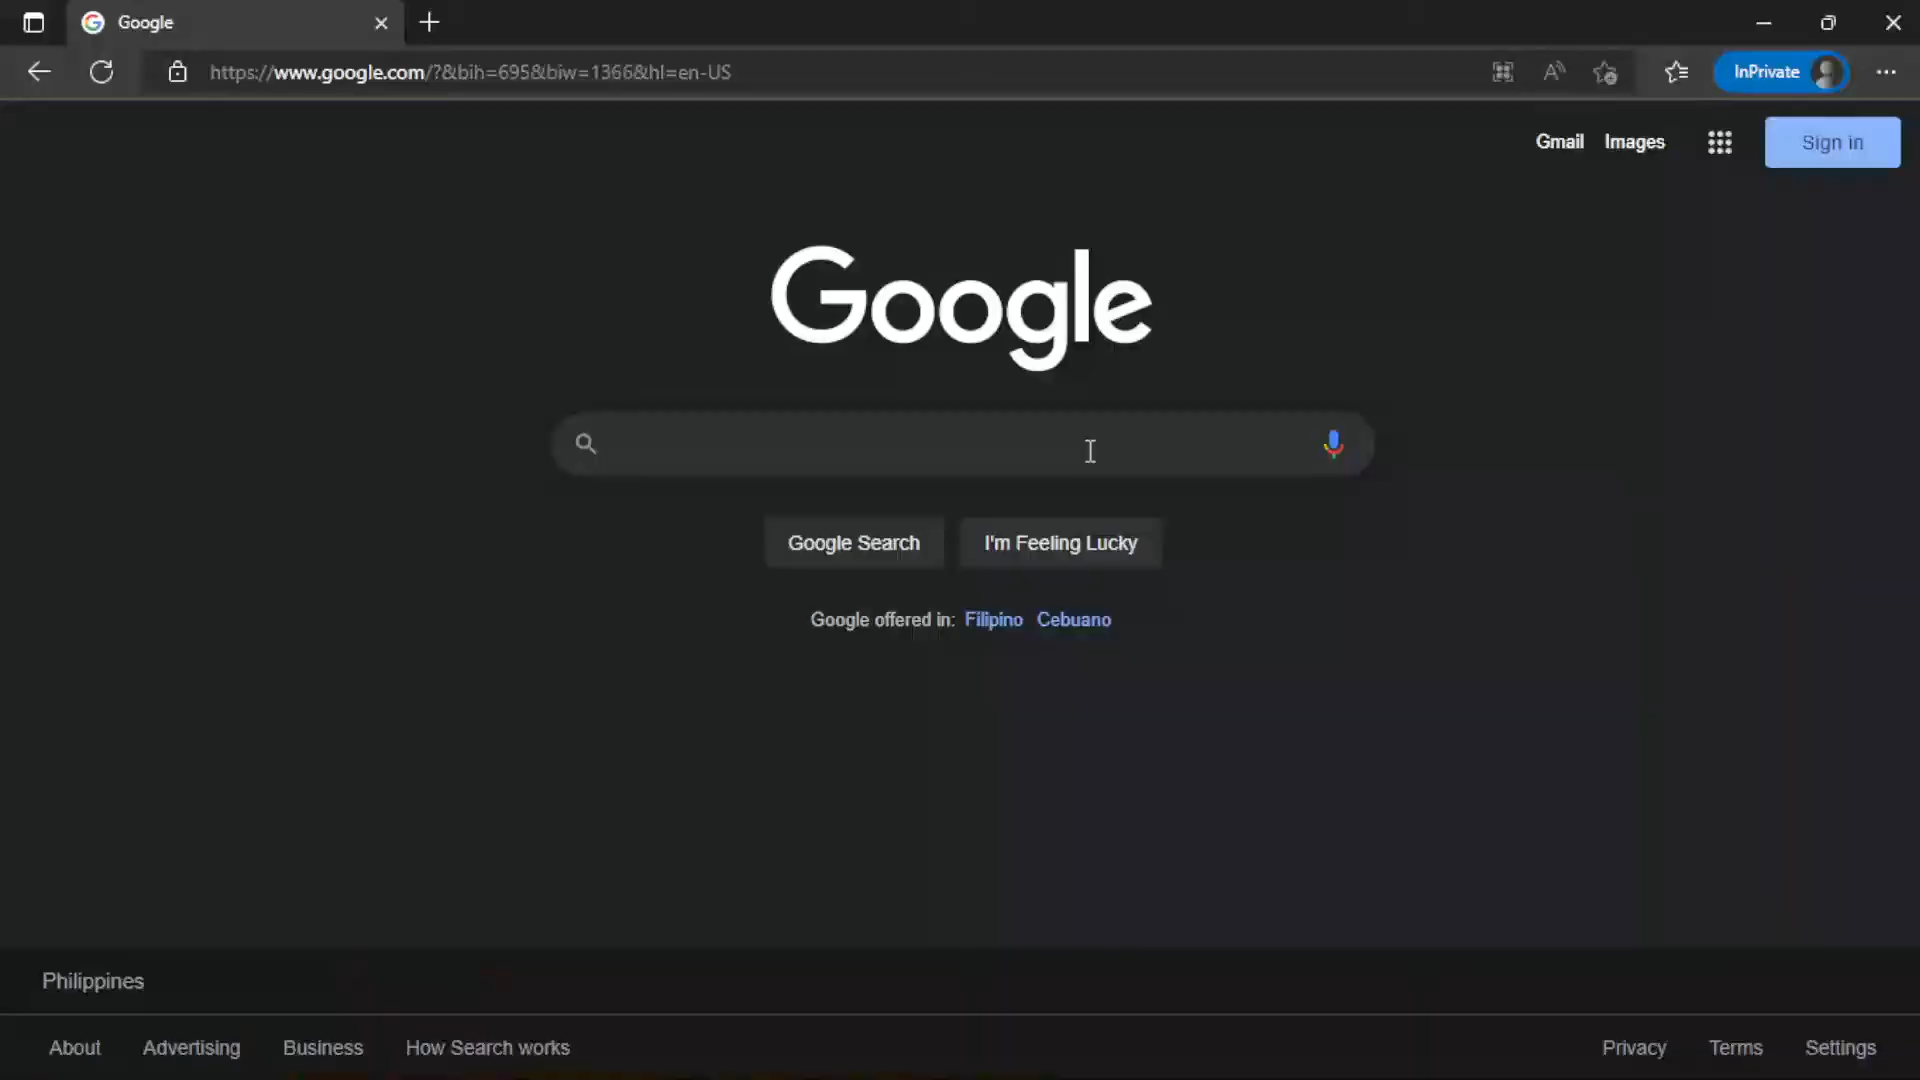 Google
https://www.google.com/?&bih=695&biw=1366&hl=en-US
InPrivate
Gmail Images Sign in
Google
Google Search I'm Feeling Lucky
Google offered in: Filipino Cebuano
Philippines
About Advertising Business How Search works Privacy Terms Settings